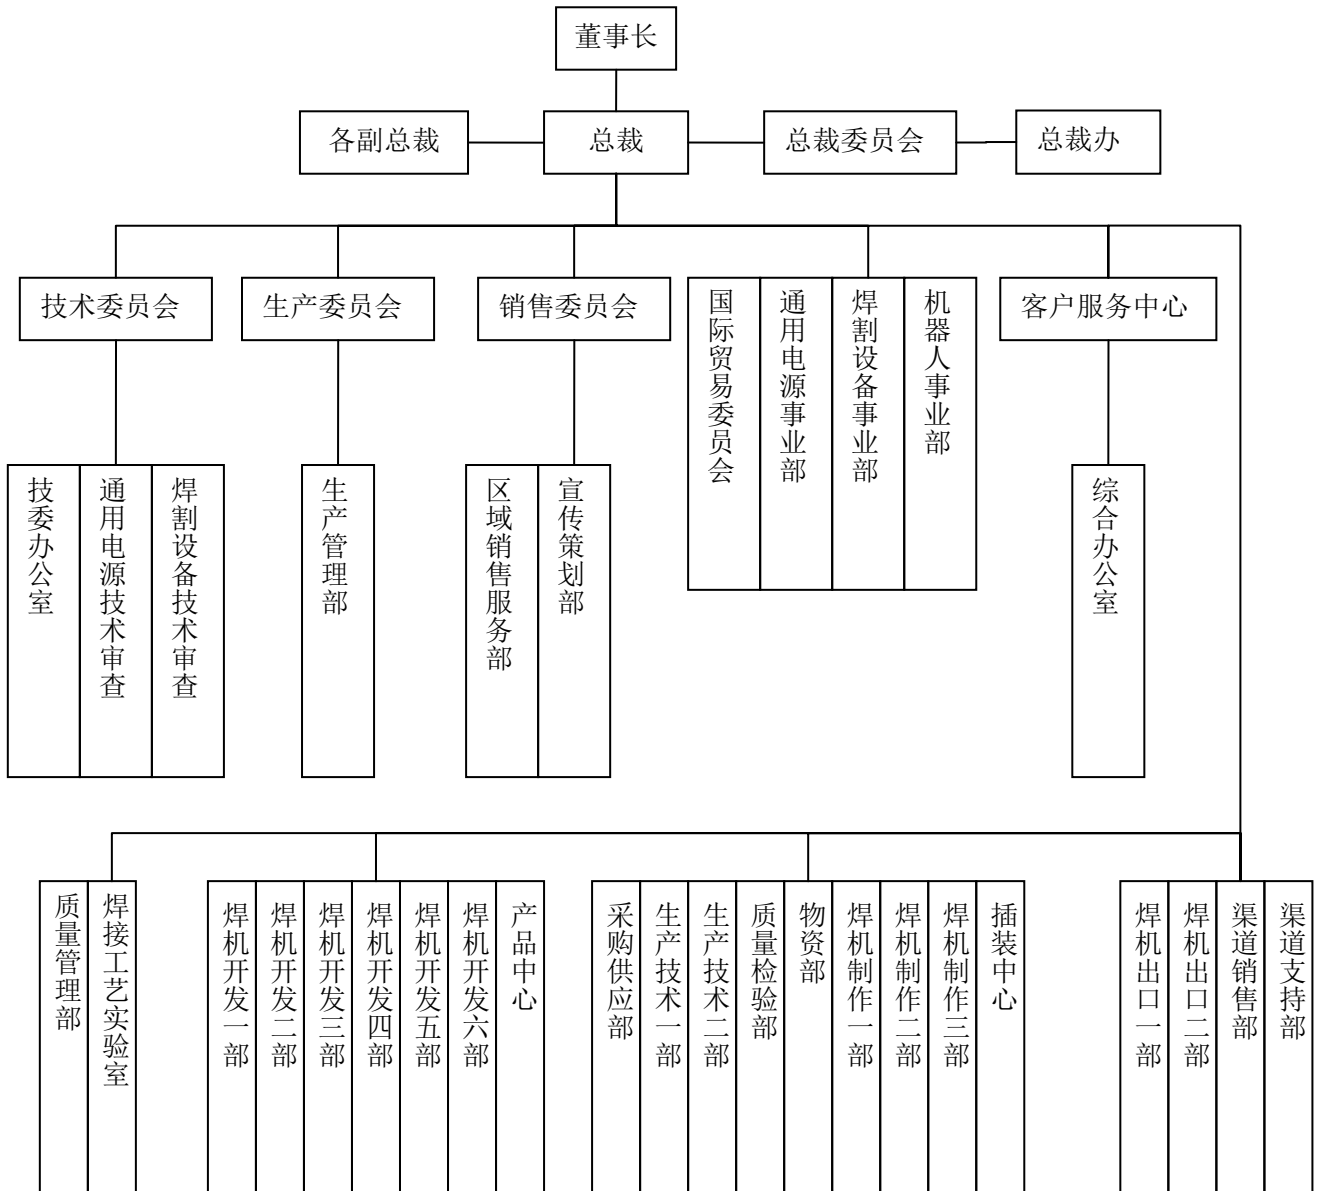 董事长
各副总裁
总裁
总裁委员会
总裁办
技术委员会
生产委员会
销售委员会
国际贸易委员会
通用电源事业部
焊割设备事业部
机器人事业部
客户服务中心
技委办公室
通用电源技术审查
焊割设备技术审查
生产管理部
区域销售服务部
宣传策划部
综合办公室
质量管理部
焊接工艺实验室
焊机开发一部
焊机开发二部
焊机开发三部
焊机开发四部
焊机开发五部
焊机开发六部
产品中心
采购供应部
生产技术一部
生产技术二部
质量检验部
物资部
焊机制作一部
焊机制作二部
焊机制作三部
插装中心
焊机出口一部
焊机出口二部
渠道销售部
渠道支持部